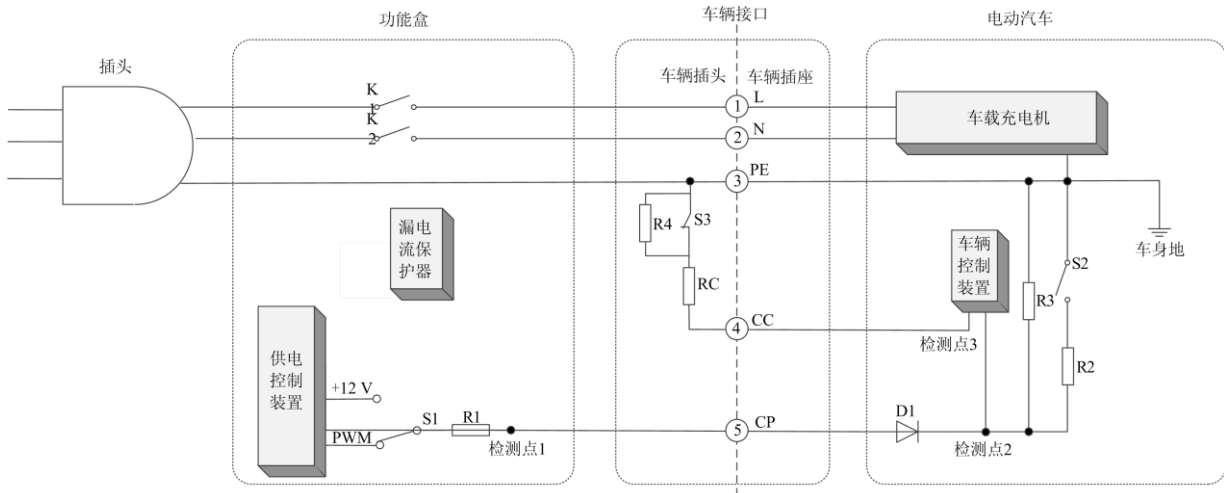 功能盒
车辆接口
电动汽车
插头
车辆插头
车辆插座
K
1
K
2
1
L
2
N
3
PE
车载充电机
漏电
流保
护器
R4
S3
RC
车辆
控制
装置
车身地
S2
R3
R2
4
CC
检测点3
供电
控制
装置
+12 V
PWM
S1
R1
检测点1
5
CP
D1
检测点2